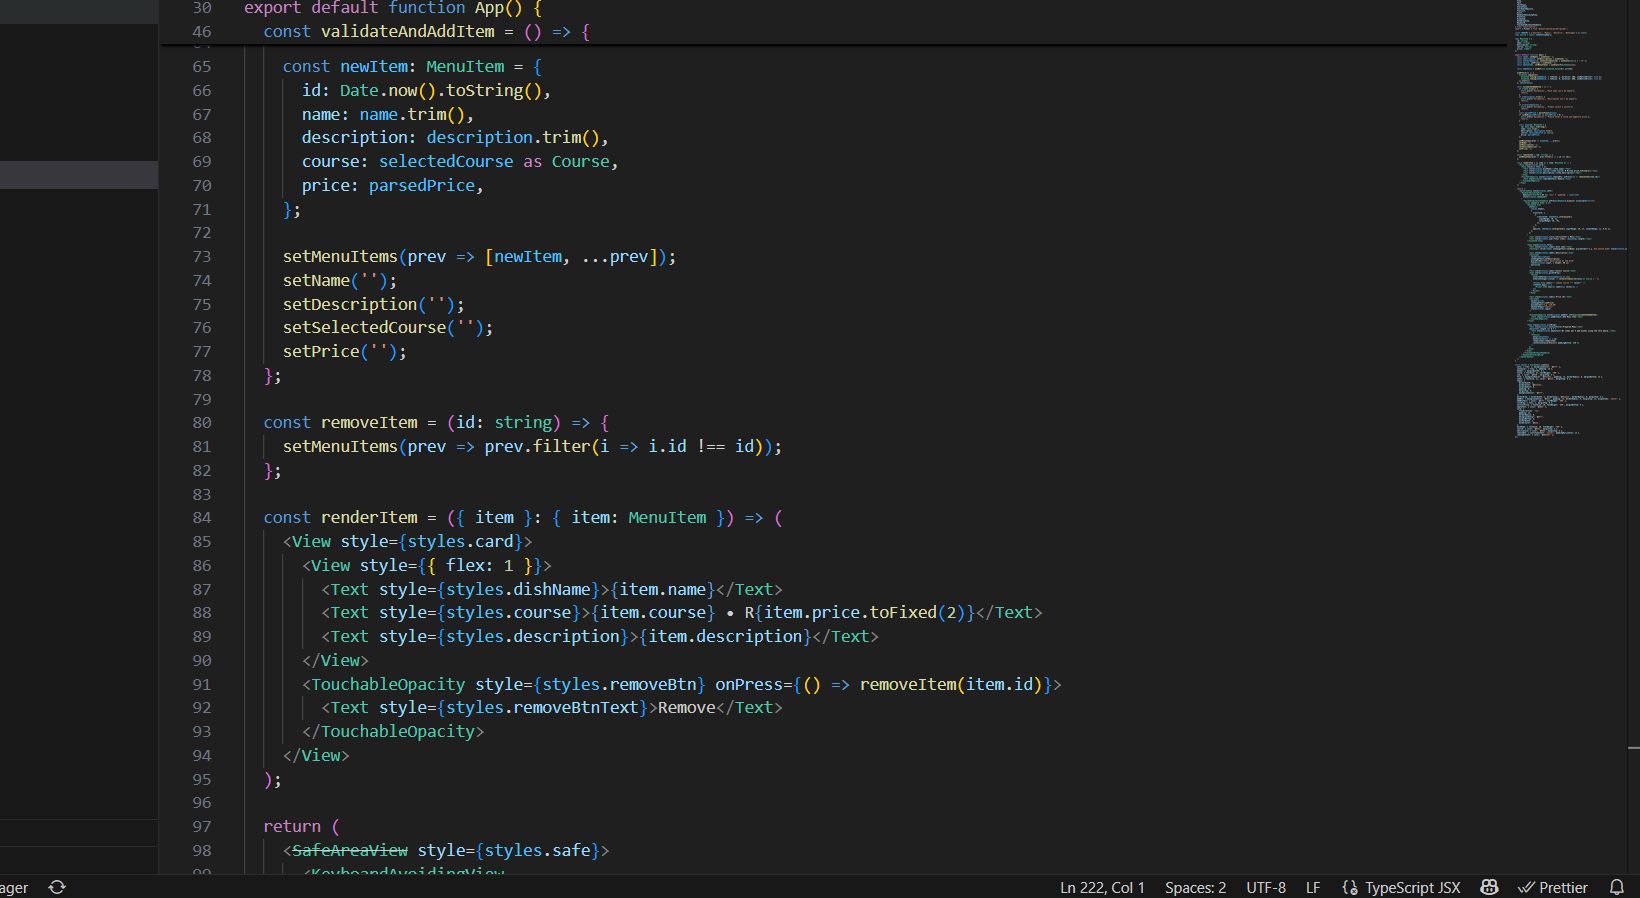 30 export default function App() {
46 const validateAndAddItem = () => {
65 const newItem: MenuItem = {
66 id: Date.now().toString(),
67 name: name.trim(),
68 description: description.trim(),
69 course: selectedCourse as Course,
70 price: parsedPrice,
71 };
72
73 setMenuItems(prev => [newItem, ...prev]);
74 setName('');
75 setDescription('');
76 setSelectedCourse('');
77 setPrice('');
78 };
79
80 const removeItem = (id: string) => {
81 setMenuItems(prev => prev.filter(i => i.id !== id));
82 };
83
84 const renderItem = ({ item }: { item: MenuItem }) => (
85 <View style={styles.card}>
86 <View style={{ flex: 1 }}>
87 <Text style={styles.dishName}>{item.name}</Text>
88 <Text style={styles.course}>{item.course} • R{item.price.toFixed(2)}</Text>
89 <Text style={styles.description}>{item.description}</Text>
90 </View>
91 <TouchableOpacity style={styles.removeBtn} onPress={() => removeItem(item.id)}>
92 <Text style={styles.removeBtnText}>Remove</Text>
93 </TouchableOpacity>
94 </View>
95 );
96
97 return (
98 <SafeAreaView style={styles.safe}>
99 <KeyboardAvoidingView
ager Ln 222, Col 1 Spaces: 2 UTF-8 LF {} TypeScript JSX Prettier